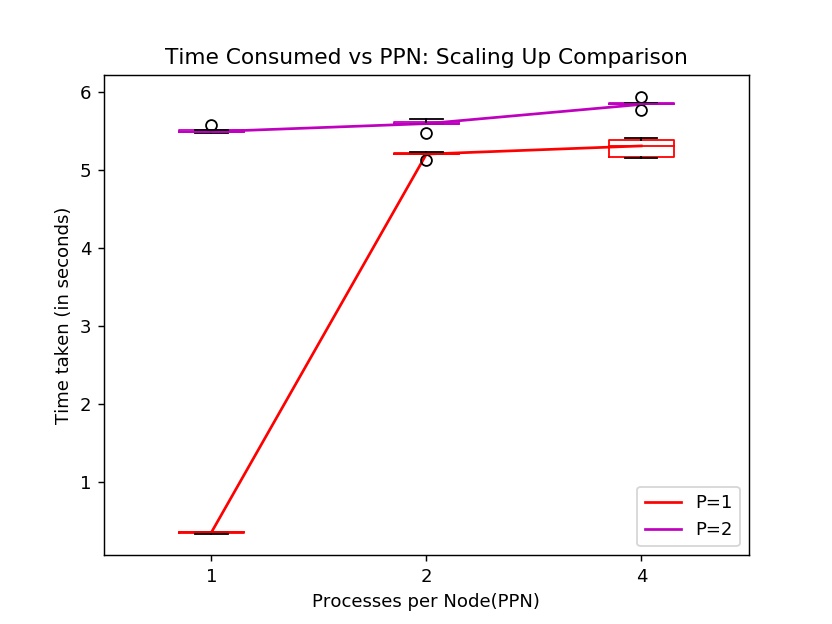 Time Consumed vs PPN: Scaling Up Comparison
Time taken (in seconds)
6
5
4
3
2
1
1
2
4
Processes per Node(PPN)
P=1
P=2